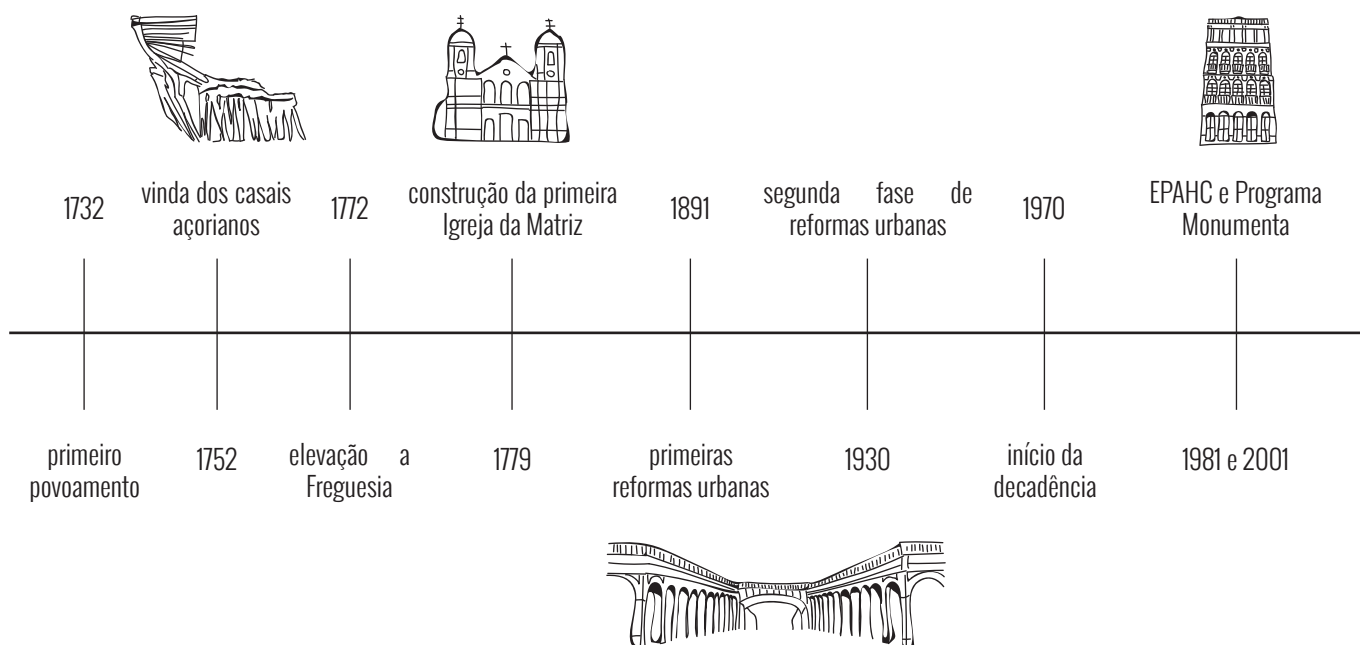 1732
primeiro
povoamento
vinda dos casais
açorianos
1752
1772
elevação a
Freguesia
construção da primeira
Igreja da Matriz
1779
1891
primeiras
reformas urbanas
segunda fase de
reformas urbanas
1930
1970
início da
decadência
EPAHC e Programa
Monumenta
1981 e 2001